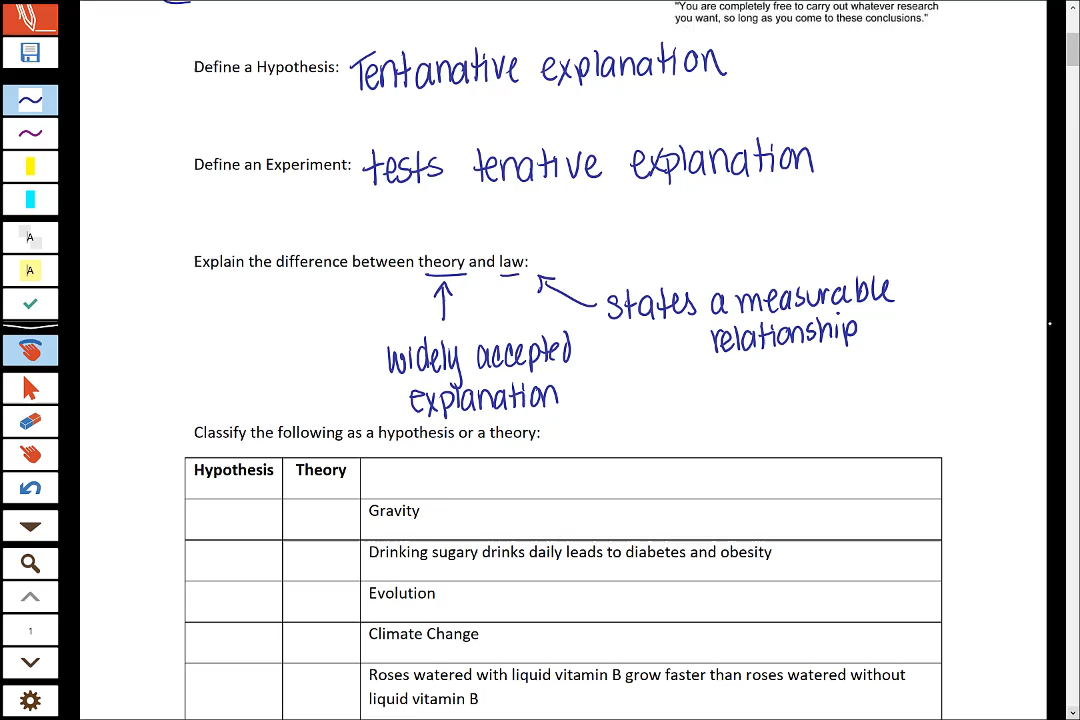 "You are completely free to carry out whatever research
you want, so long as you come to these conclusions."
Define a Hypothesis: Tentanative explanation
Define an Experiment: tests tenative explanation
Explain the difference between theory and law:
states a measurable
relationship
widely accepted
explanation
Classify the following as a hypothesis or a theory:
Hypothesis Theory
Gravity
Drinking sugary drinks daily leads to diabetes and obesity
Evolution
Climate Change
Roses watered with liquid vitamin B grow faster than roses watered without
liquid vitamin B
A
A
1